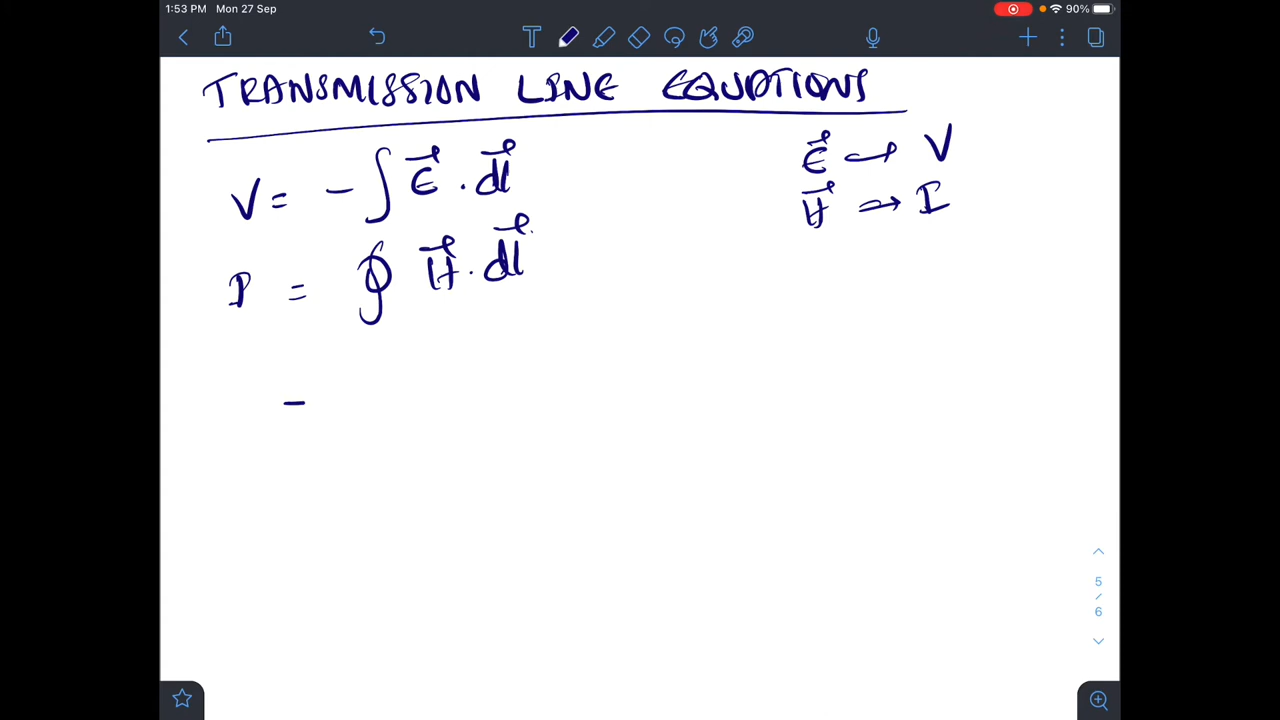 1:53 PM Mon 27 Sep
90%
TRANSMISSION LINE EQUATIONS
V = - ∫ E⃗ . dl⃗
E⃗ → V
H⃗ → I
I = ∮ H⃗ . dl⃗
-
5
/
6